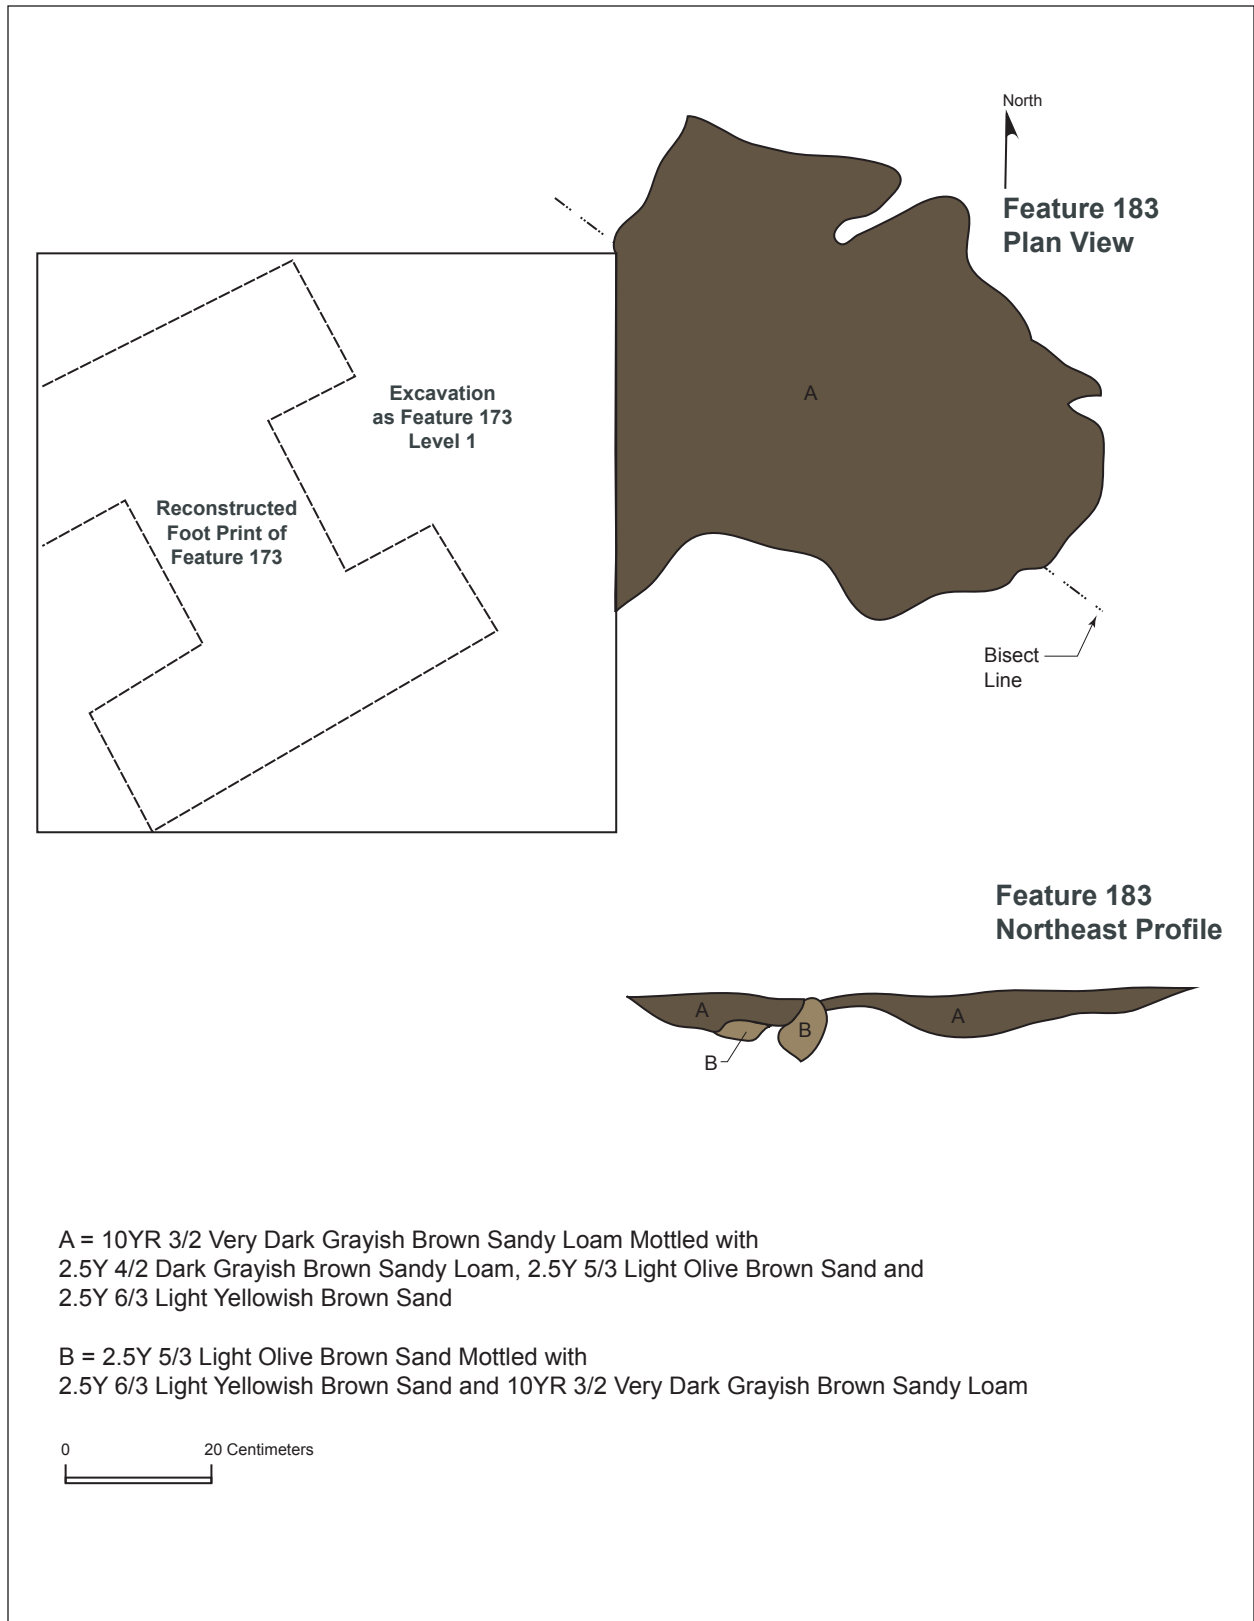 North
Feature 183
Plan View
A
Excavation
as Feature 173
Level 1
Reconstructed
Foot Print of
Feature 173
Bisect
Line
Feature 183
Northeast Profile
A
B
A
B
A = 10YR 3/2 Very Dark Grayish Brown Sandy Loam Mottled with
2.5Y 4/2 Dark Grayish Brown Sandy Loam, 2.5Y 5/3 Light Olive Brown Sand and
2.5Y 6/3 Light Yellowish Brown Sand
B = 2.5Y 5/3 Light Olive Brown Sand Mottled with
2.5Y 6/3 Light Yellowish Brown Sand and 10YR 3/2 Very Dark Grayish Brown Sandy Loam
0 20 Centimeters